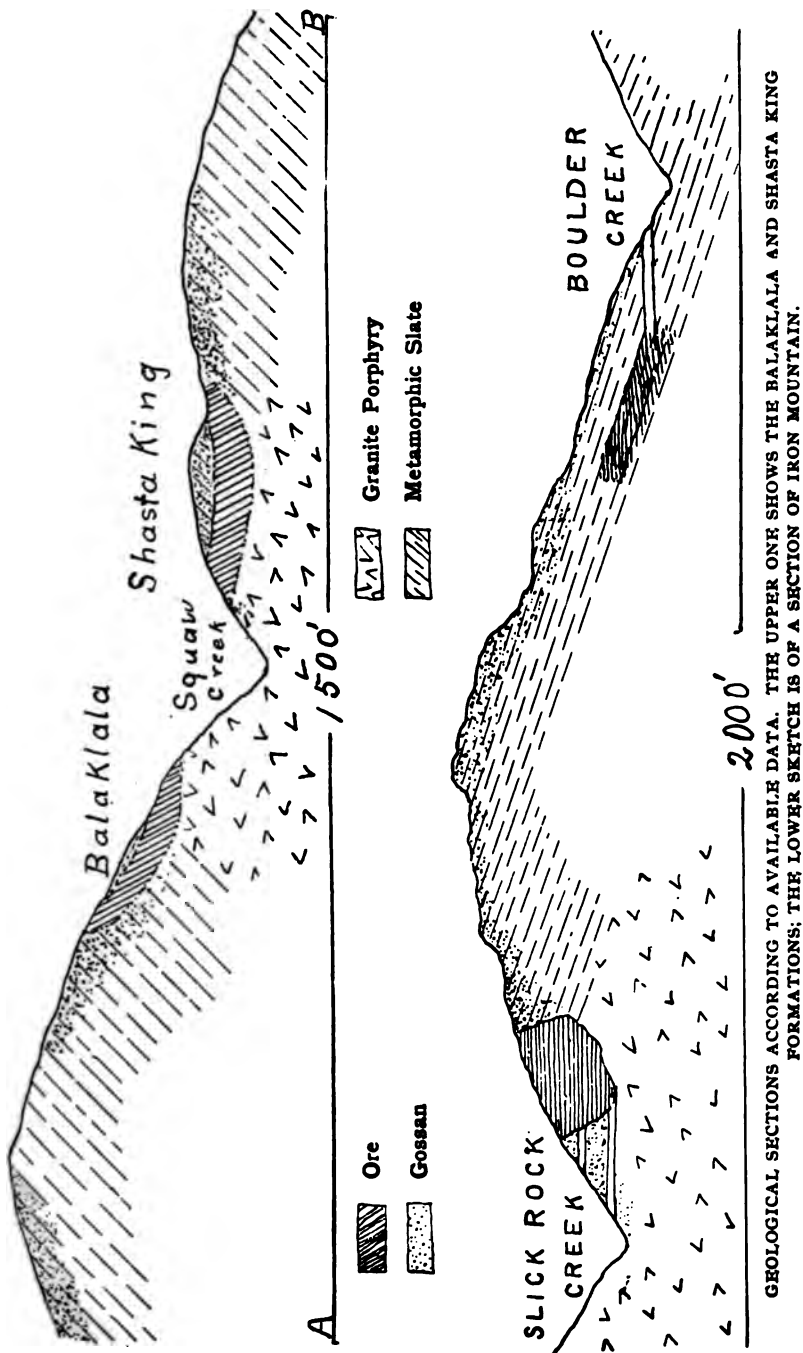 Balaklala
Shasta King
Squaw
Creek
A
1500'
B
Ore
Gossan
Granite Porphyry
Metamorphic Slate
SLICK ROCK
CREEK
BOULDER
CREEK
2000'
GEOLOGICAL SECTIONS ACCORDING TO AVAILABLE DATA. THE UPPER ONE SHOWS THE BALAKLALA AND SHASTA KING
FORMATIONS; THE LOWER SKETCH IS OF A SECTION OF IRON MOUNTAIN.